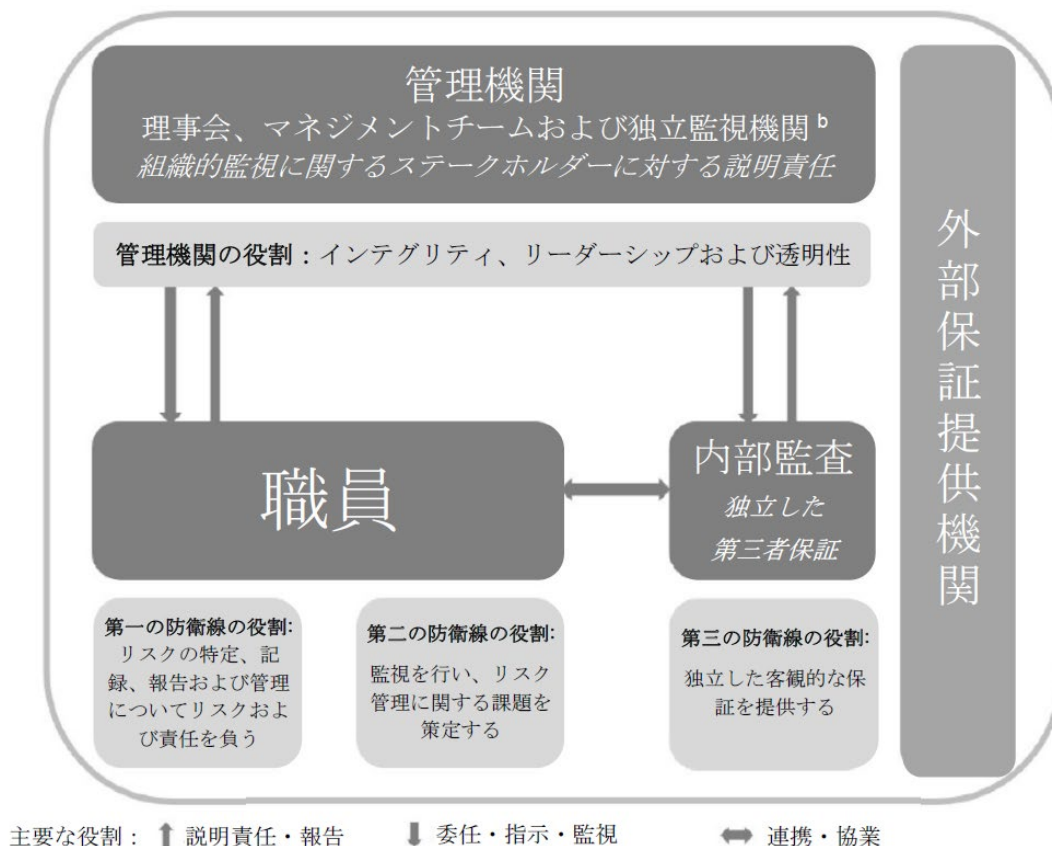 管理機関
理事会、マネジメントチームおよび独立監視機関 b
組織的監視に関するステークホルダーに対する説明責任
管理機関の役割：インテグリティ、リーダーシップおよび透明性
職員
内部監査
独立した
第三者保証
第一の防衛線の役割:
リスクの特定、記
録、報告および管理
についてリスクおよ
び責任を負う
第二の防衛線の役割:
監視を行い、リスク
管理に関する課題を
策定する
第三の防衛線の役割:
独立した客観的な保
証を提供する
外部保証提供機関
主要な役割： 説明責任・報告 委任・指示・監視 連携・協業